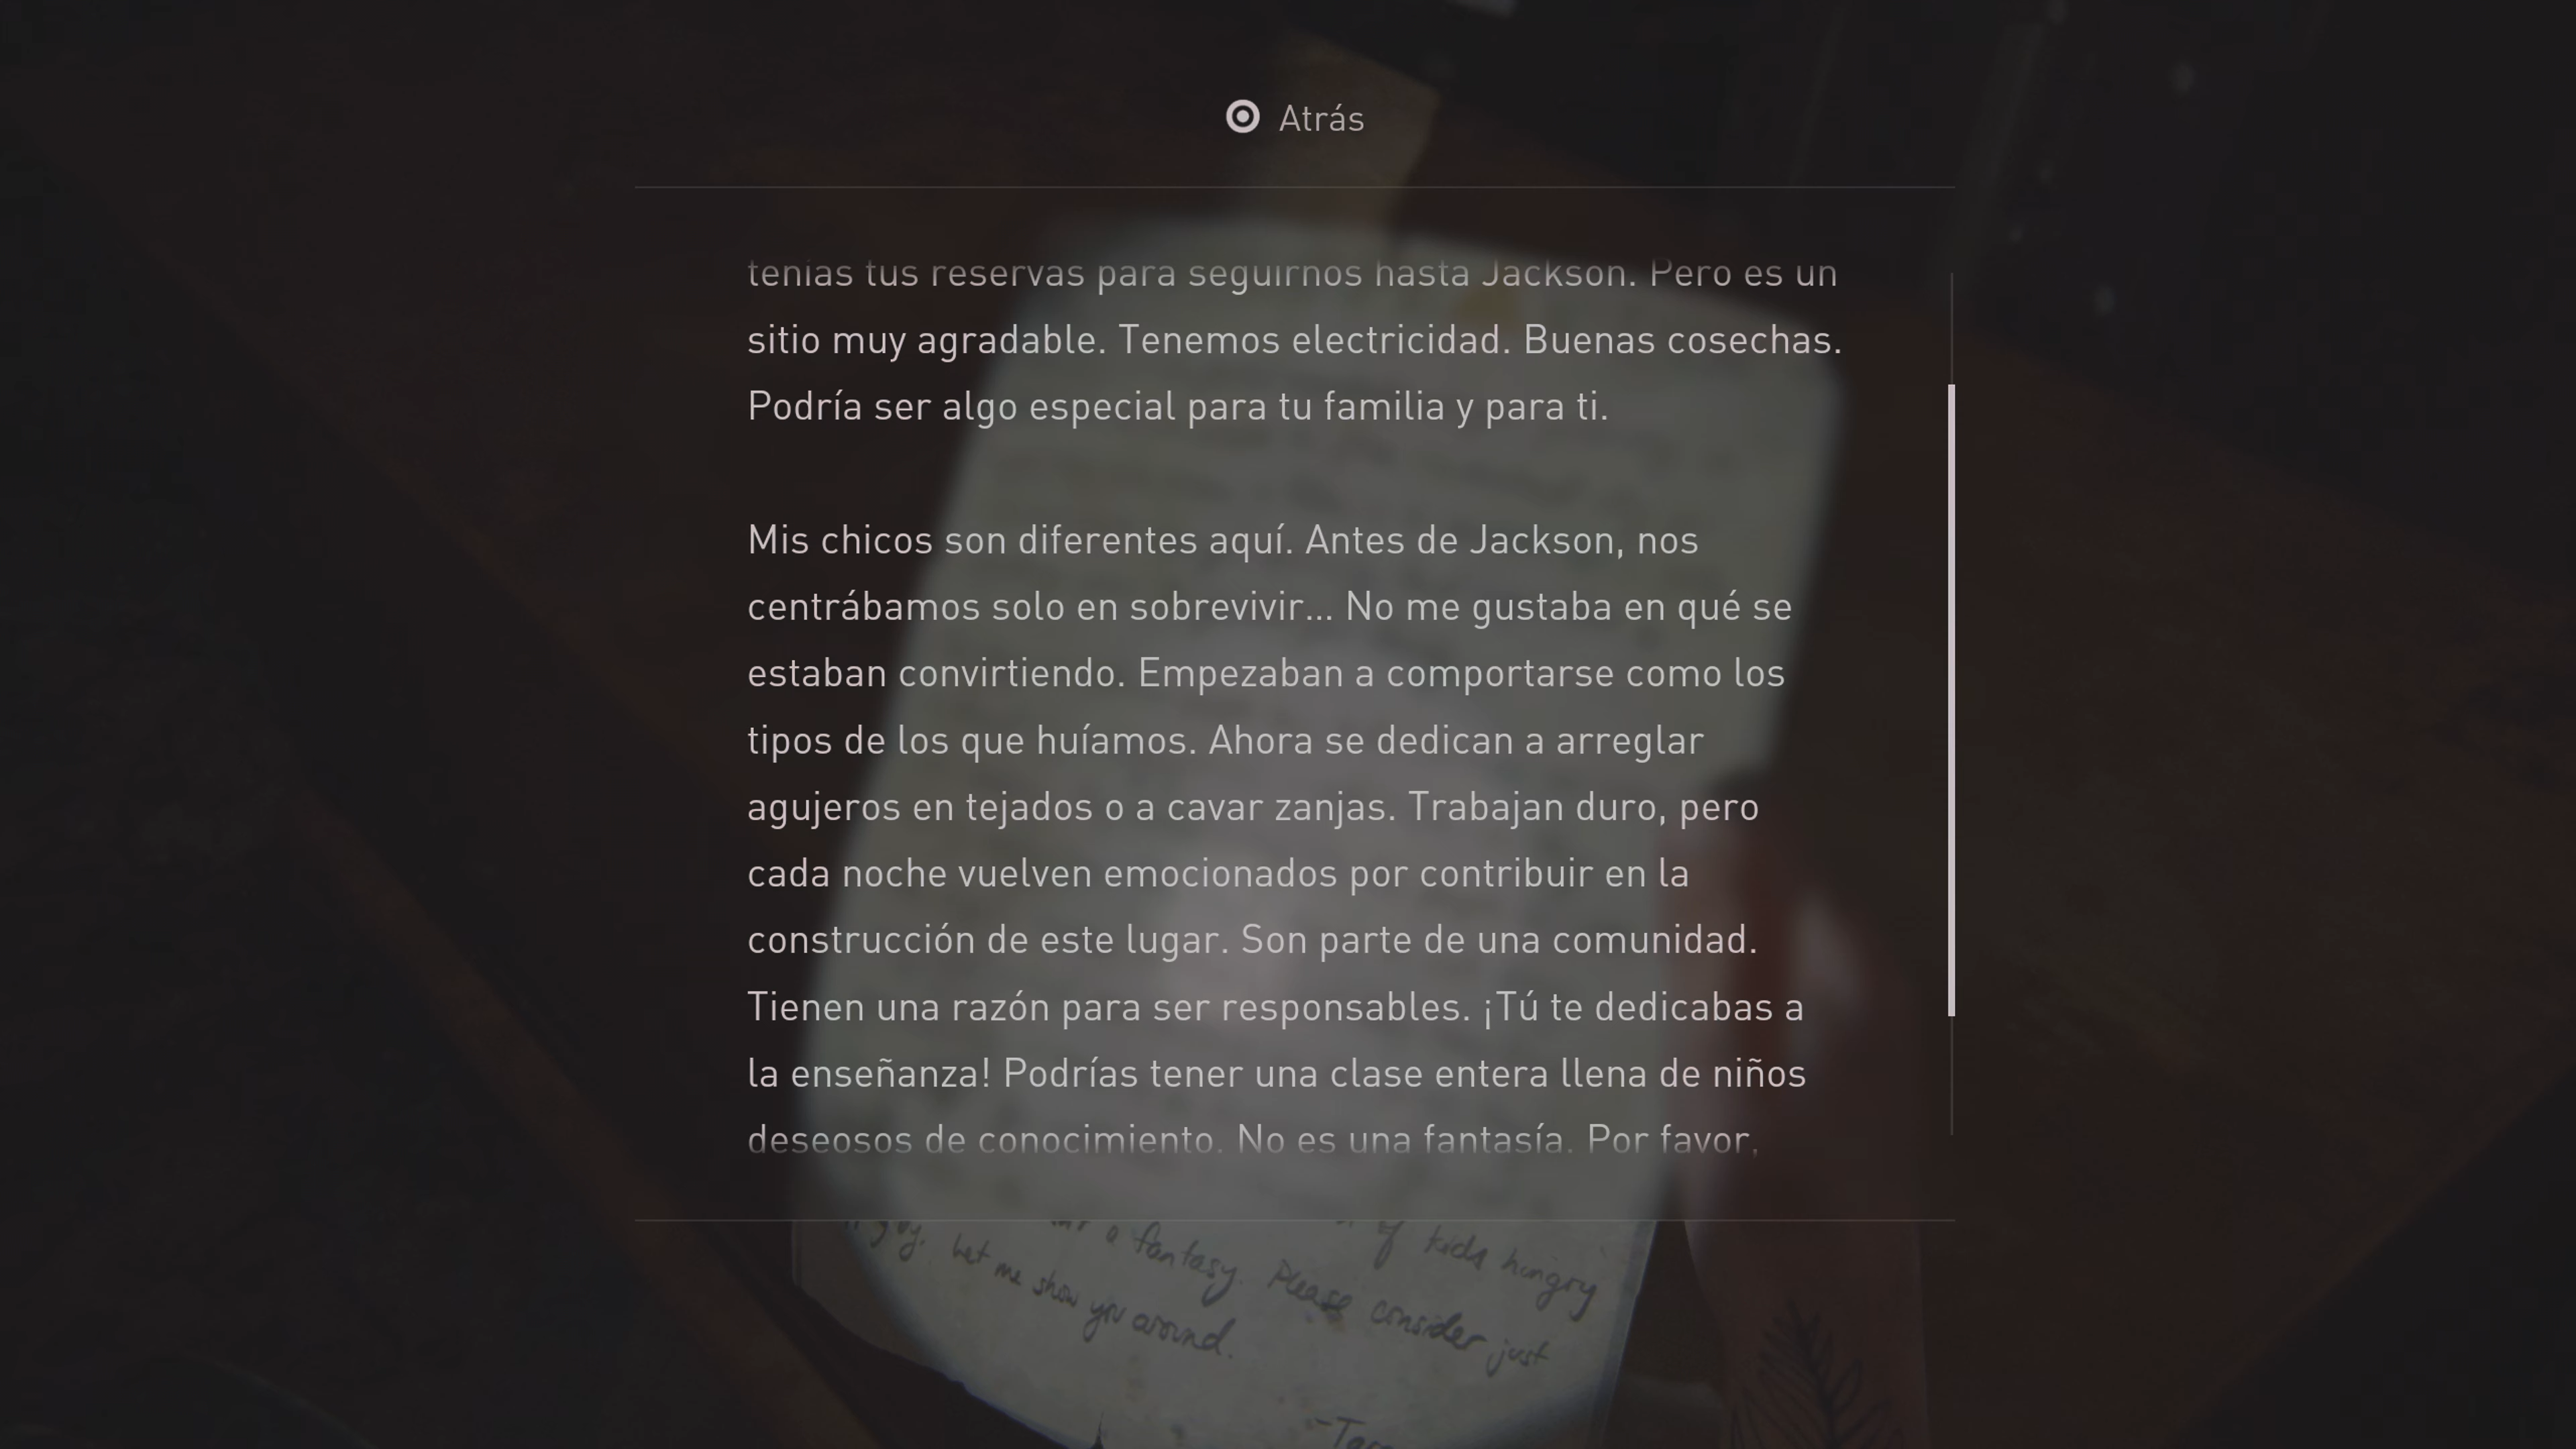 Atrás
tenías tus reservas para seguirnos hasta Jackson. Pero es un
sitio muy agradable. Tenemos electricidad. Buenas cosechas.
Podría ser algo especial para tu familia y para ti.
Mis chicos son diferentes aquí. Antes de Jackson, nos
centrábamos solo en sobrevivir... No me gustaba en qué se
estaban convirtiendo. Empezaban a comportarse como los
tipos de los que huíamos. Ahora se dedican a arreglar
agujeros en tejados o a cavar zanjas. Trabajan duro, pero
cada noche vuelven emocionados por contribuir en la
construcción de este lugar. Son parte de una comunidad.
Tienen una razón para ser responsables. ¡Tú te dedicabas a
la enseñanza! Podrías tener una clase entera llena de niños
deseosos de conocimiento. No es una fantasía. Por favor,
of kids hungry
a fantasy. Please consider just
Let me show you around.